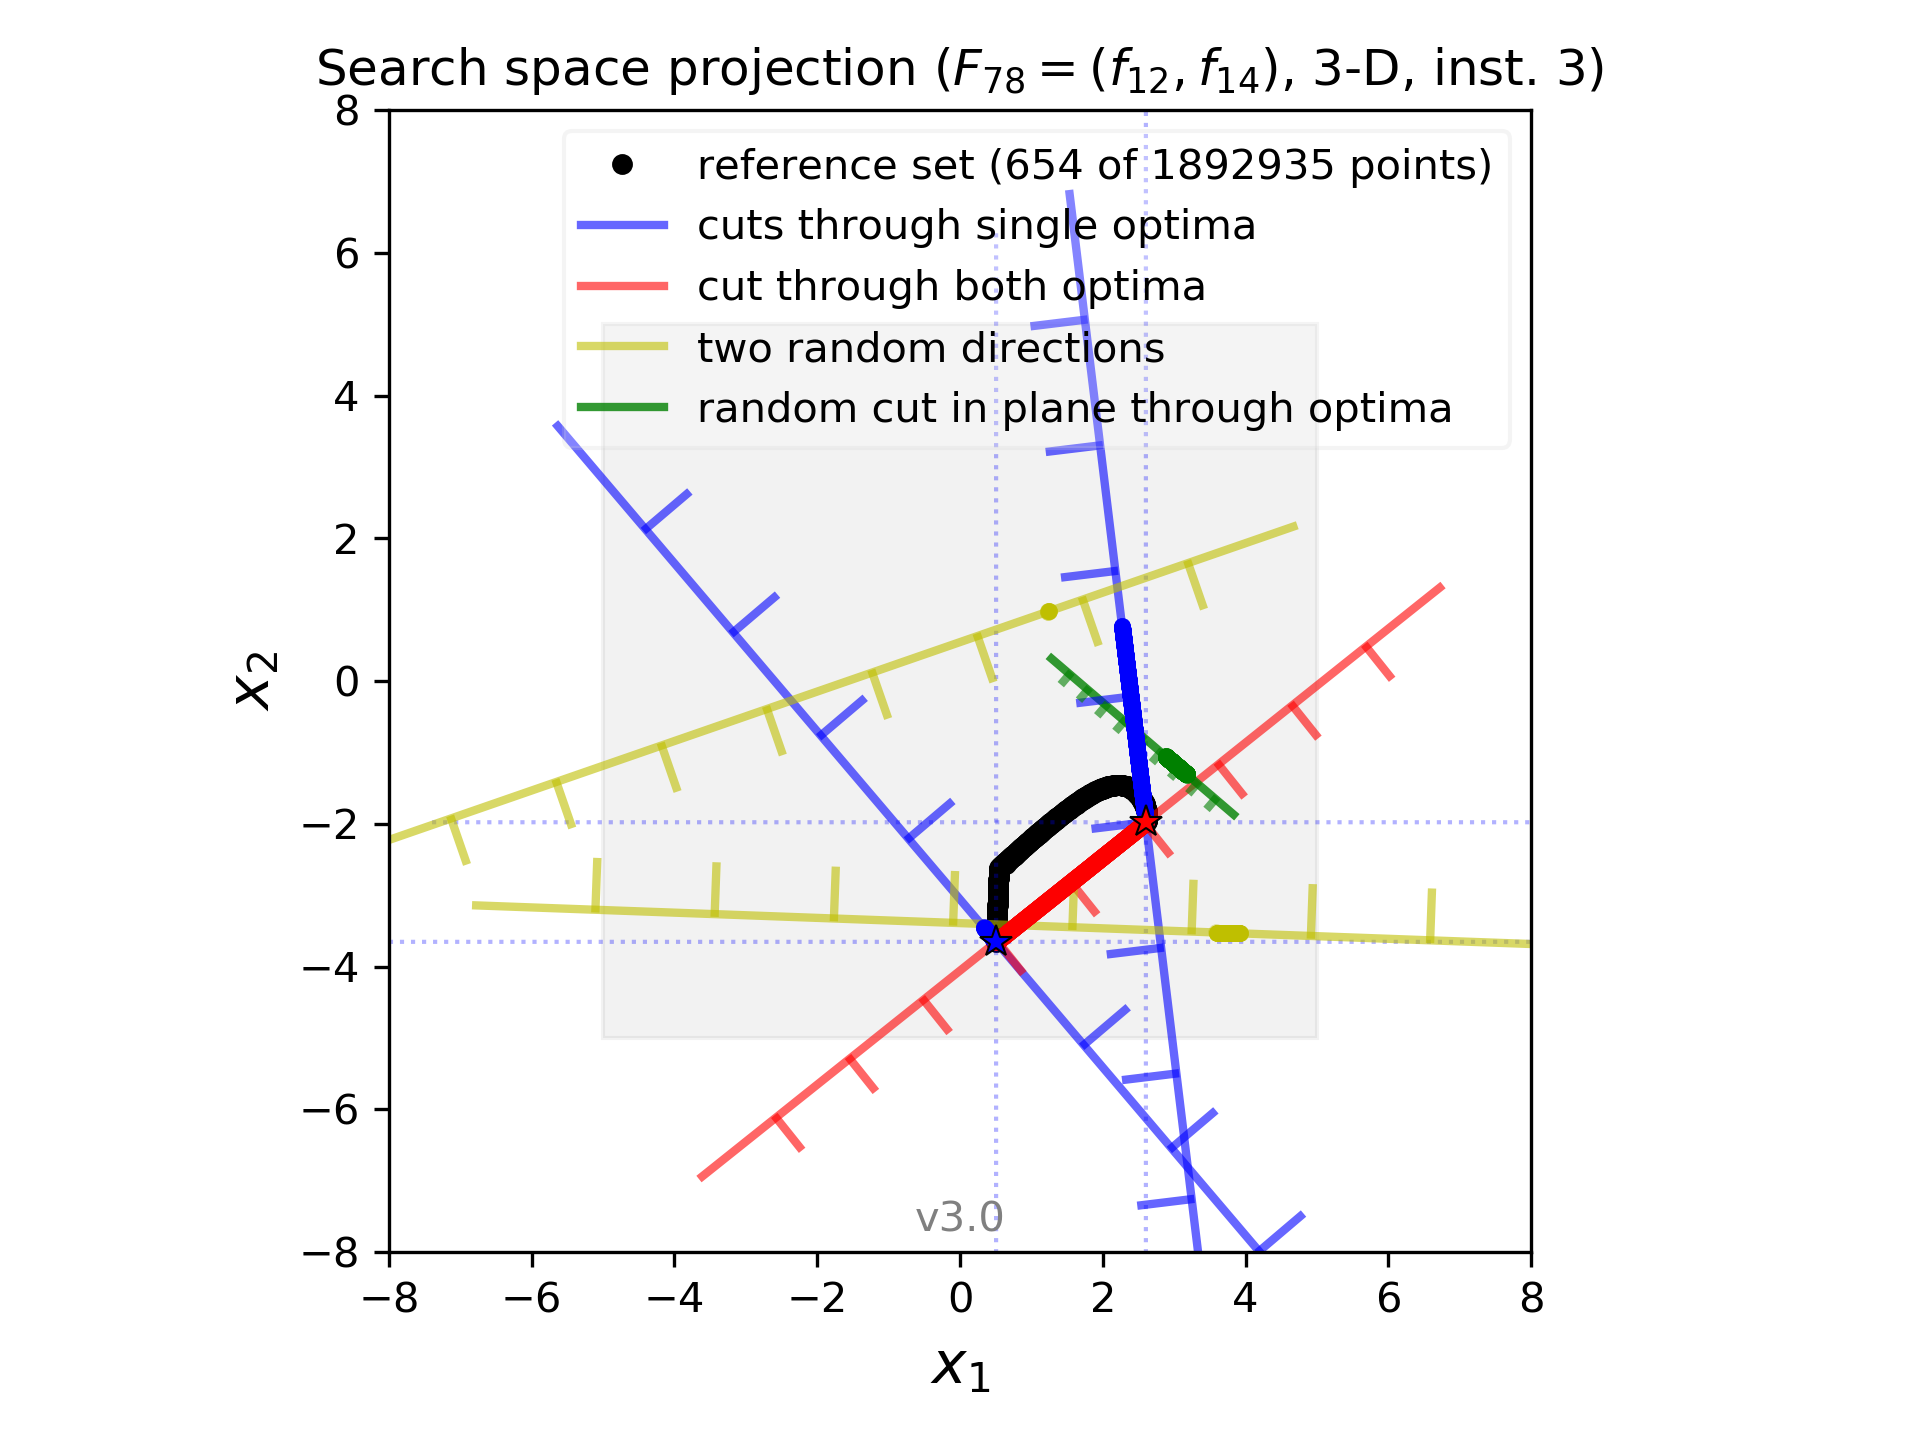 Search space projection (F₇₈ = (f₁₂, f₁₄), 3-D, inst. 3)
reference set (654 of 1892935 points)
cuts through single optima
cut through both optima
two random directions
random cut in plane through optima
8
6
4
2
0
−2
−4
−6
−8
x₂
v3.0
−8 −6 −4 −2 0 2 4 6 8
x₁